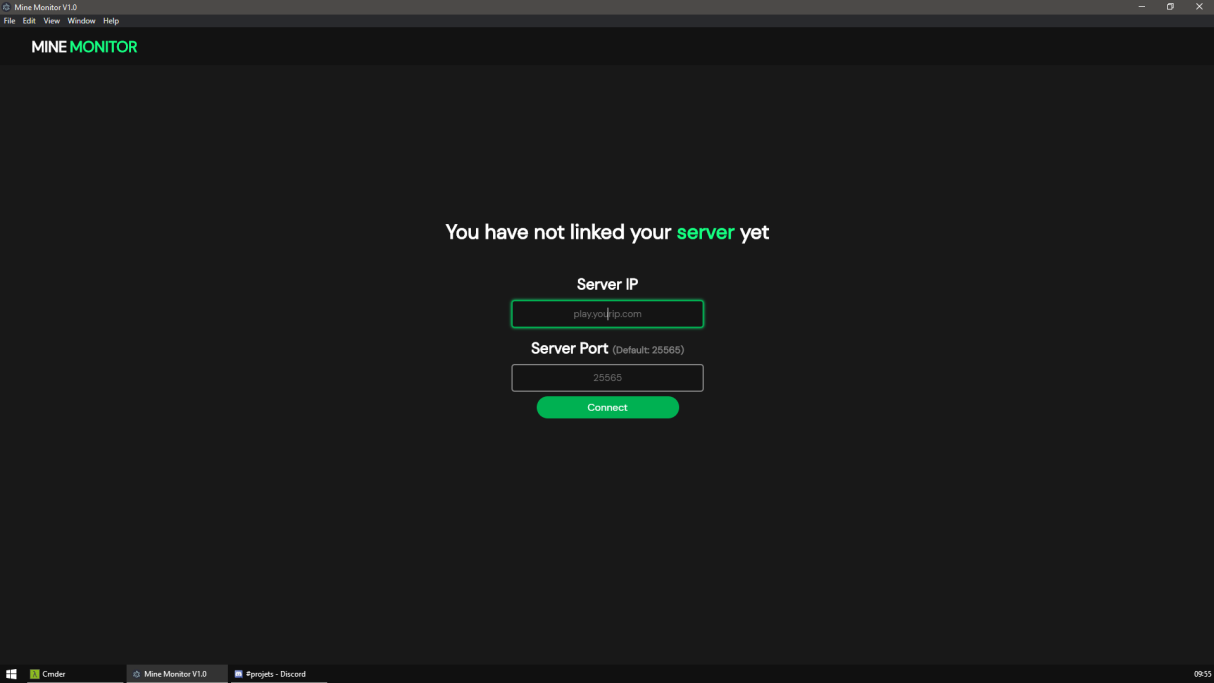 Mine Monitor V1.0
File Edit View Window Help
MINE MONITOR
You have not linked your server yet
Server IP
play.yourip.com
Server Port (Default: 25565)
25565
Connect
Cmder Mine Monitor V1.0 #projets - Discord 09:55